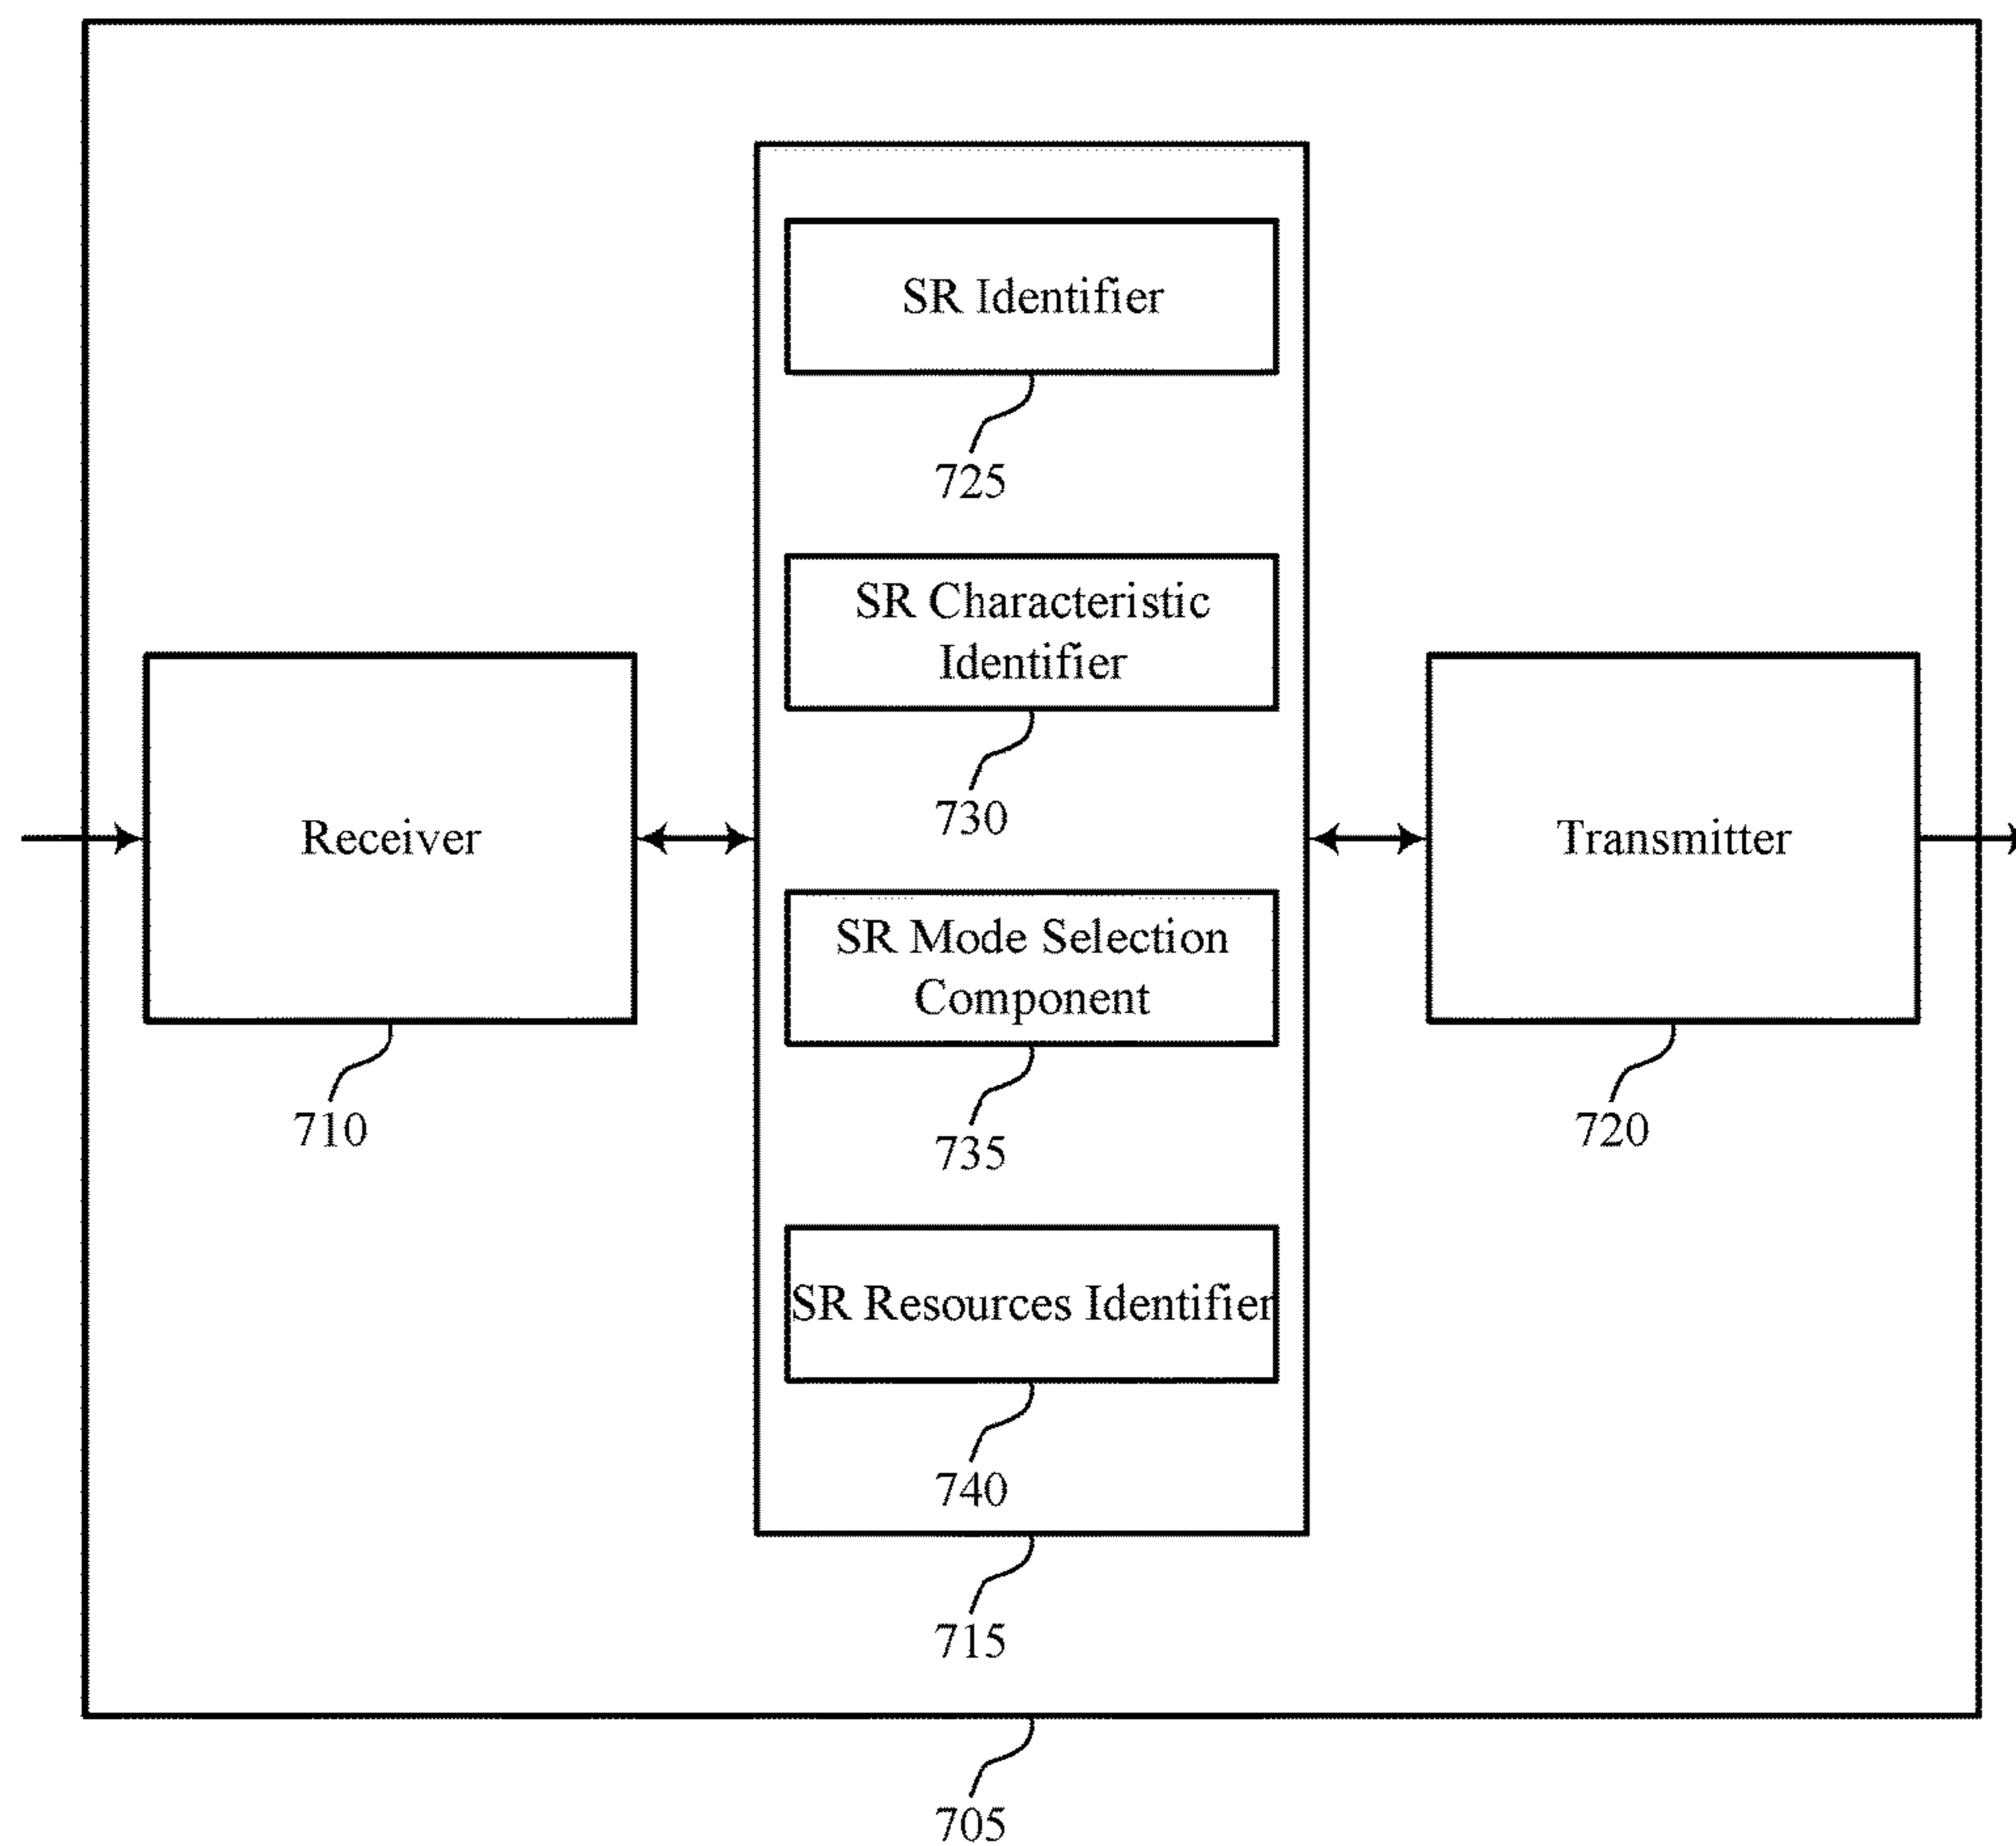 SR Identifier
725
SR Characteristic
Identifier
730
Receiver
710
SR Mode Selection
Component
735
Transmitter
720
SR Resources Identifier
740
715
705